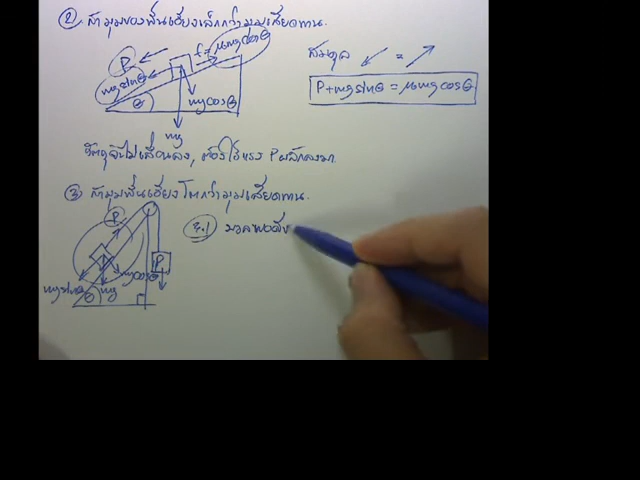 ② ถ้ามุมของพื้นเอียงเล็กกว่ามุมเสียดทาน.
f = μmgcosθ
P
mgsinθ
θ
mgcosθ
mg
สมดุล ↙ = ↗
P+mgsinθ = μmgcosθ
วัตถุจะไม่เลื่อนลง, ต้องใช้แรง P ผลักลงมา
③ ถ้ามุมพื้นเอียงโตกว่ามุมเสียดทาน.
P
3.1
P
mgcosθ
mgsinθ
θ
mg